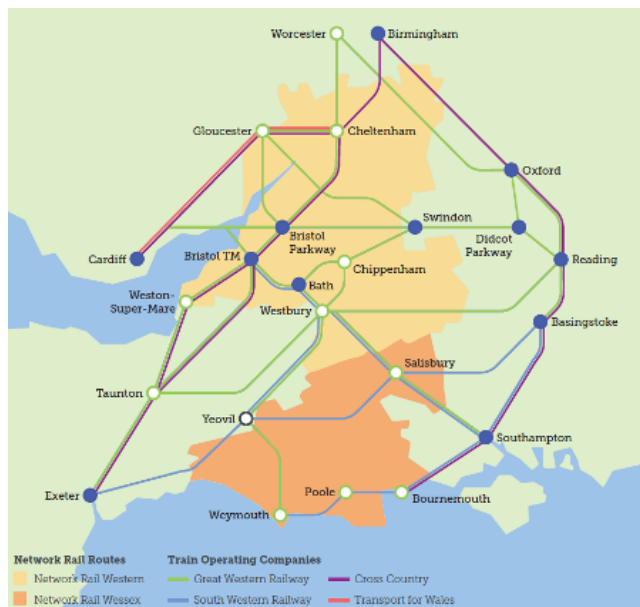 Worcester
Birmingham
Gloucester
Cheltenham
Oxford
Swindon
Cardiff
Bristol TM
Bristol
Parkway
Didcot
Parkway
Reading
Chippenham
Bath
Weston-
Super-Mare
Westbury
Basingstoke
Salisbury
Taunton
Yeovil
Southampton
Exeter
Poole
Bournemouth
Weymouth
Network Rail Routes
Train Operating Companies
Network Rail Western
Great Western Railway
Cross Country
Network Rail Wessex
South Western Railway
Transport for Wales